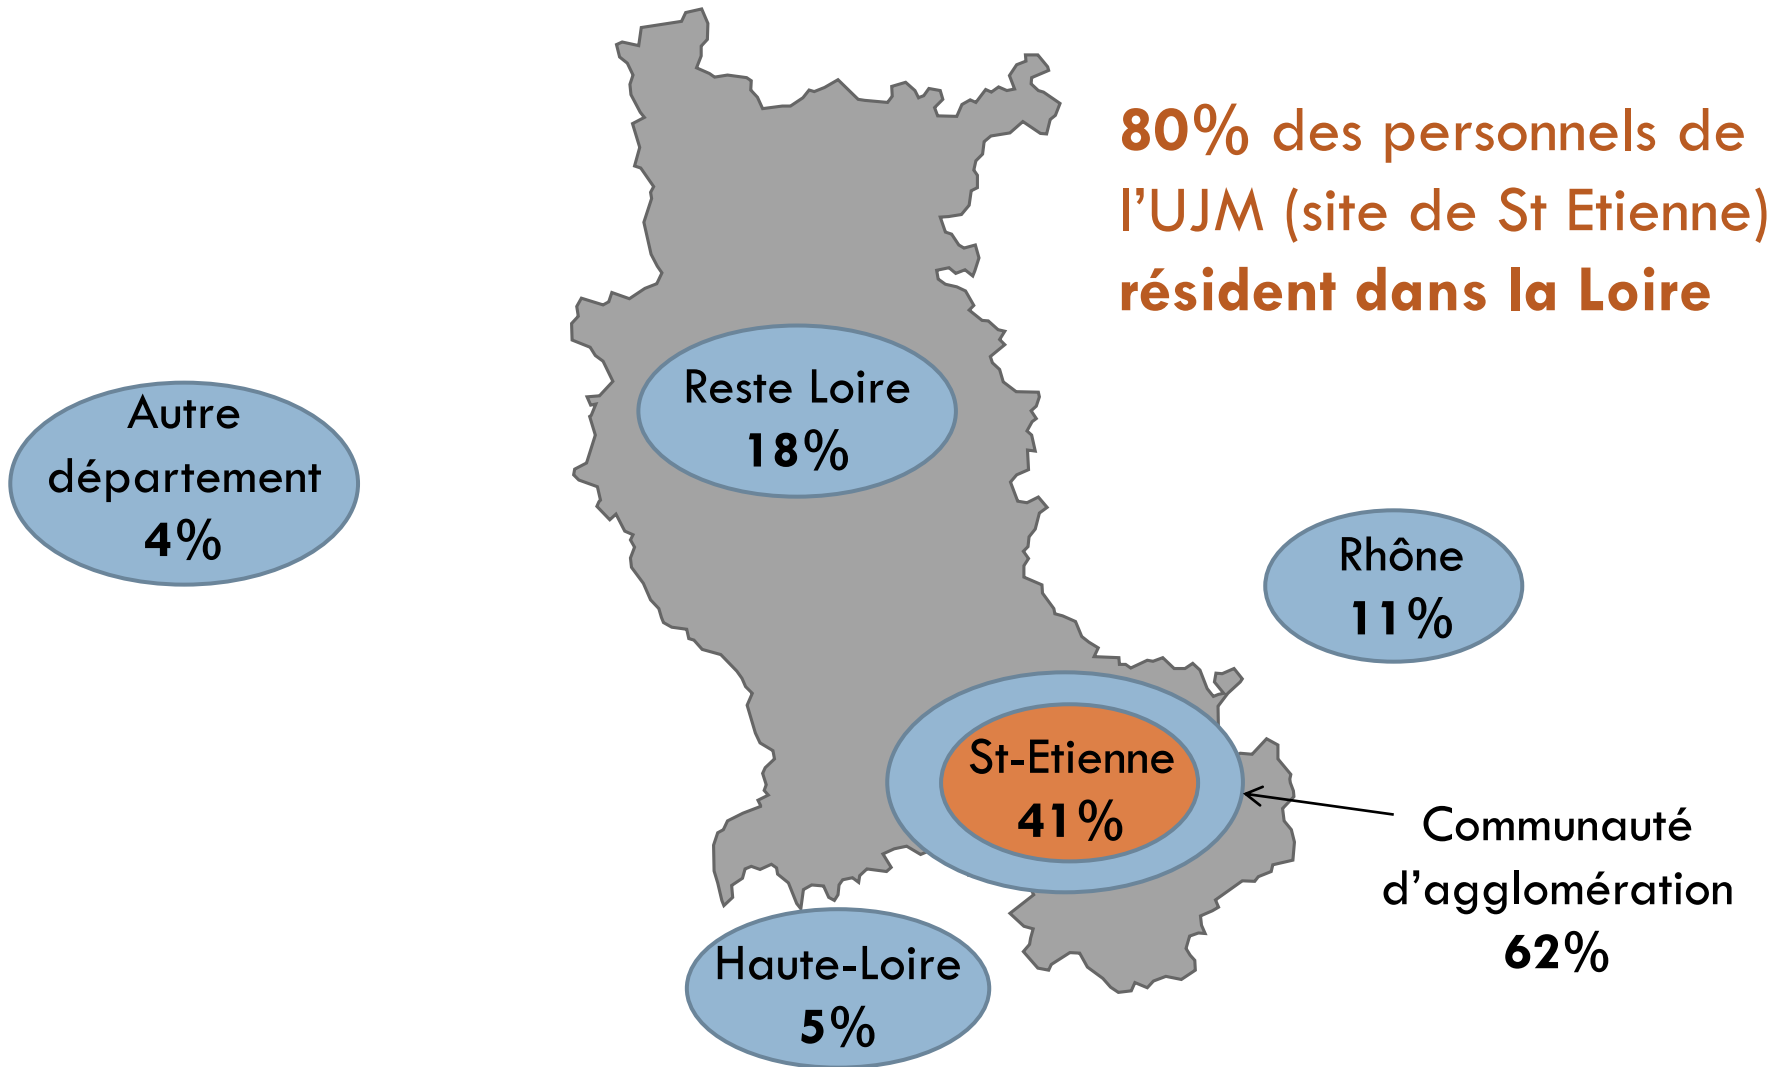 80% des personnels de
l'UJM (site de St Etienne)
résident dans la Loire
Reste Loire
18%
Autre
département
4%
Rhône
11%
St-Etienne
41%
Communauté
d'agglomération
62%
Haute-Loire
5%